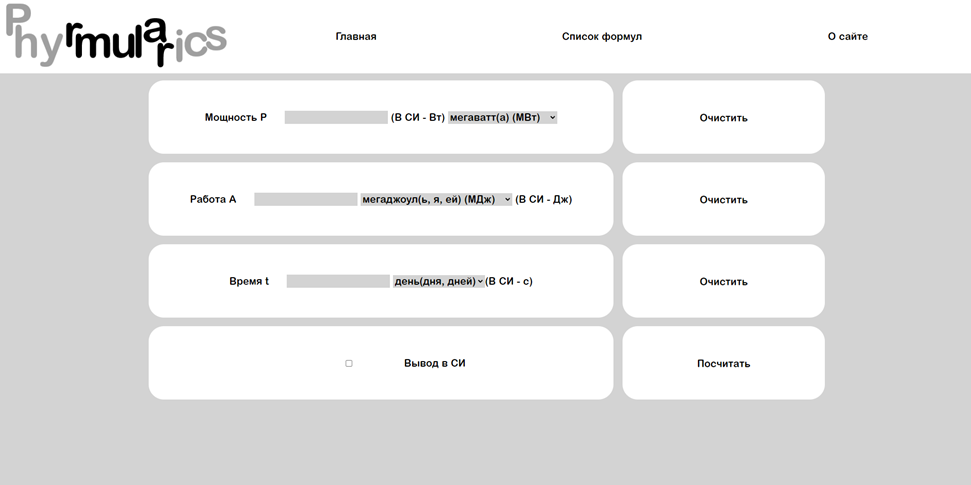 Phyrmularics
Главная Список формул О сайте
Мощность P (В СИ - Вт) мегаватт(а) (МВт) Очистить
Работа A мегаджоул(ь, я, ей) (МДж) (В СИ - Дж) Очистить
Время t день(дня, дней) (В СИ - с) Очистить
Вывод в СИ Посчитать